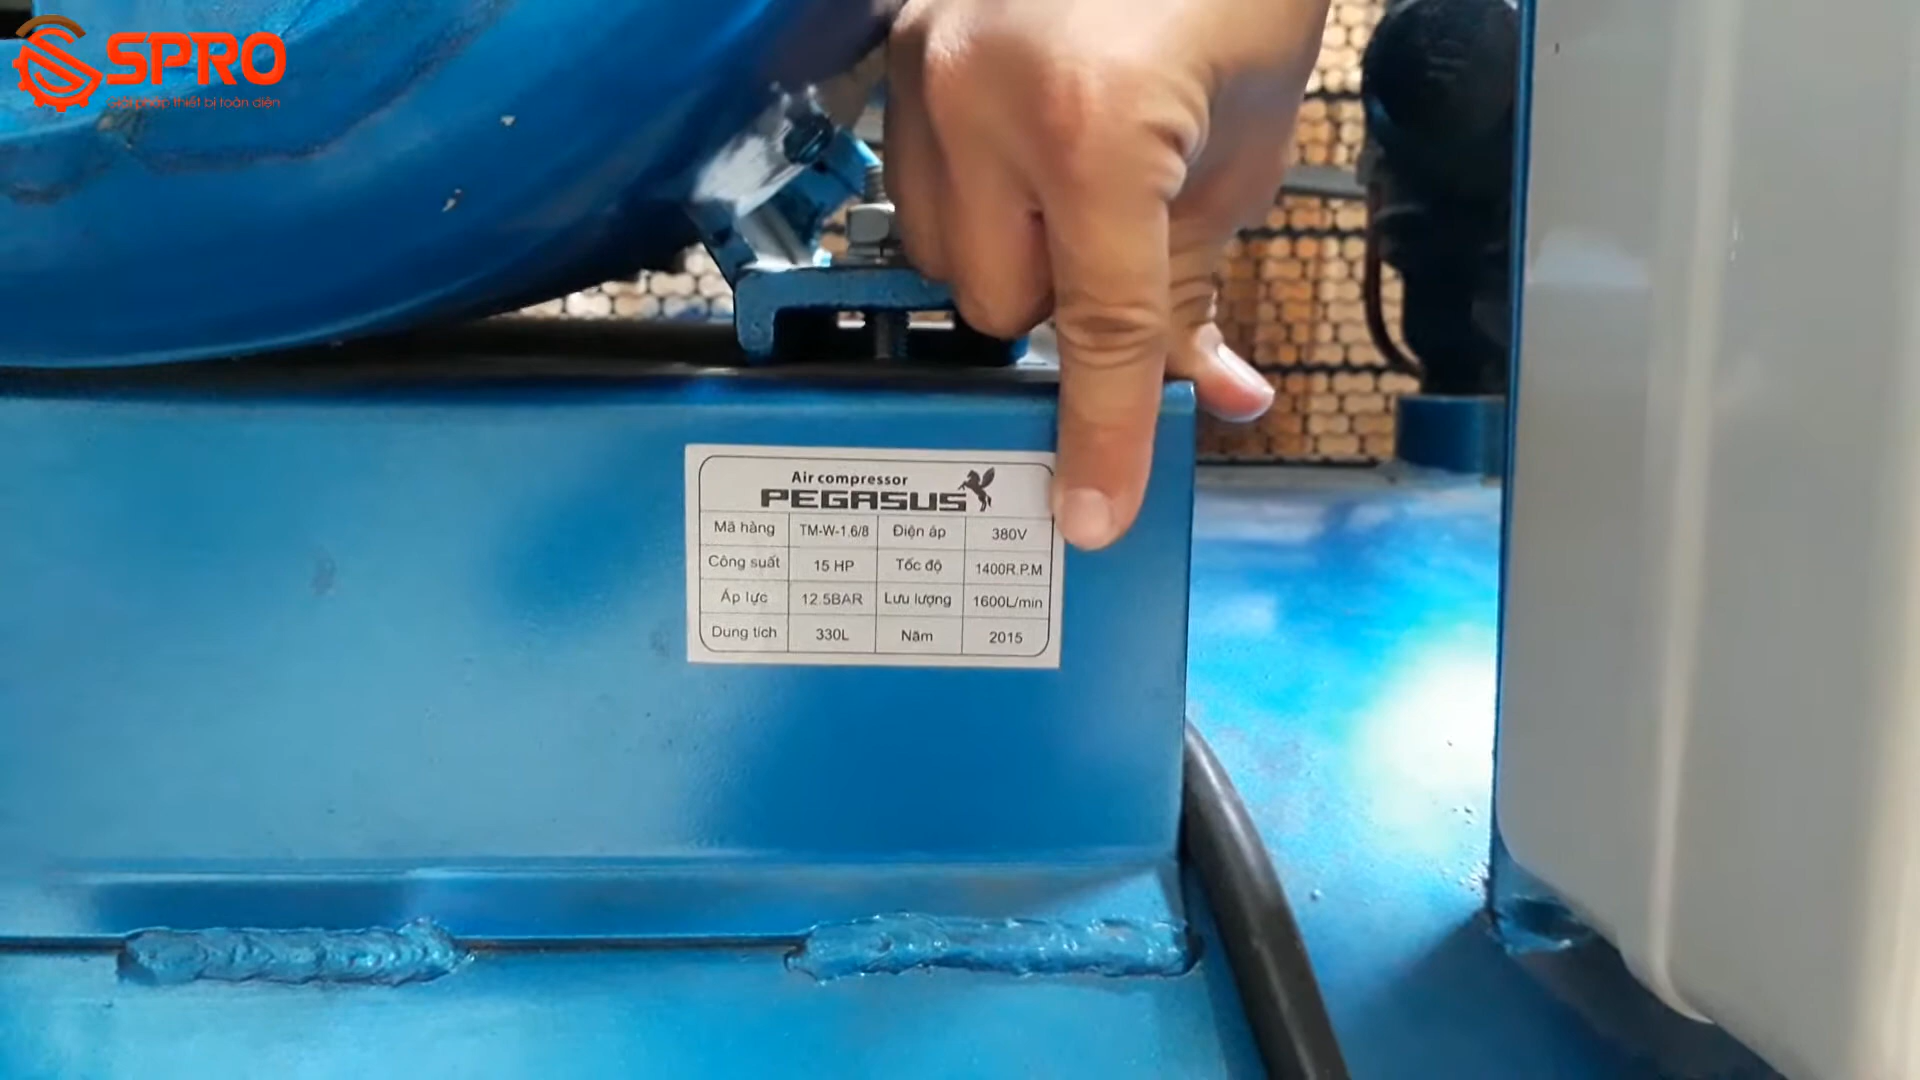 SPRO
Giải pháp thiết bị toàn diện
Air compressor
PEGASUS
Mã hàng TM-W-1.6/8 Điện áp 380V
Công suất 15 HP Tốc độ 1400R.P.M
Áp lực 12.5BAR Lưu lượng 1600L/min
Dung tích 330L Năm 2015